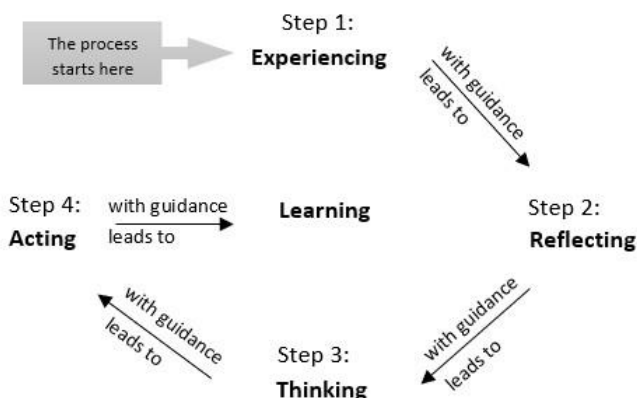 The process
starts here
Step 1:
Experiencing
with guidance
leads to
Step 2:
Reflecting
with guidance
leads to
Step 3:
Thinking
with guidance
leads to
Step 4:
Acting
with guidance
leads to
Learning